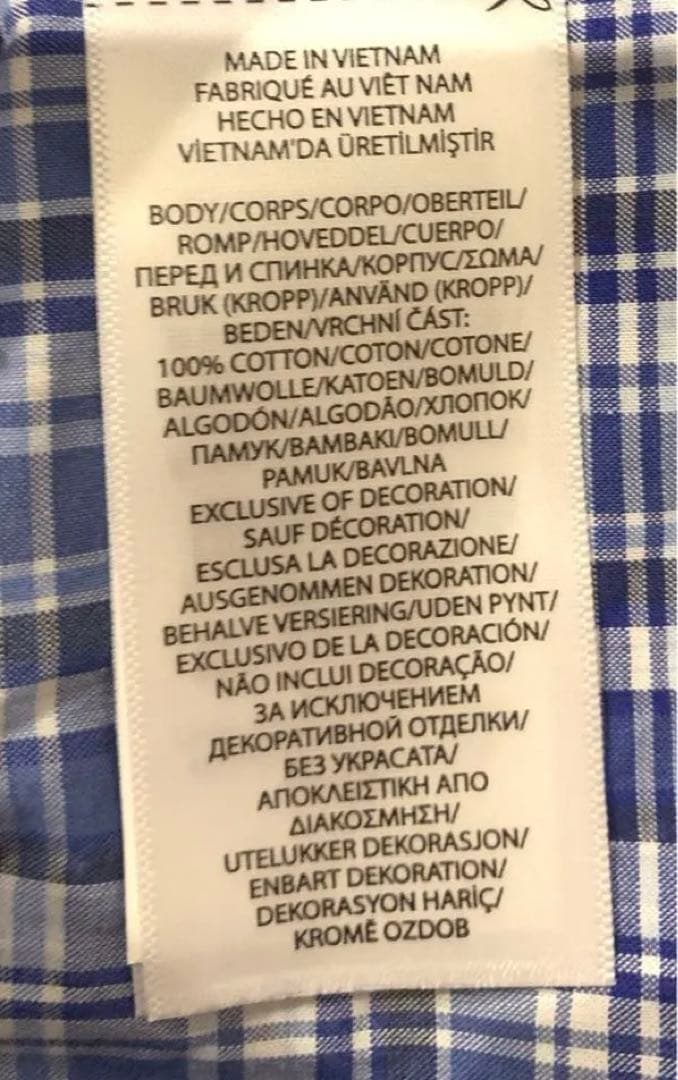 MADE IN VIETNAM
FABRIQUÉ AU VIÊT NAM
HECHO EN VIETNAM
VİETNAM'DA ÜRETİLMİŞTİR
BODY/CORPS/CORPO/OBERTEIL/
ROMP/HOVEDDEL/CUERPO/
ПЕРЕД И СПИНКА/КОРПУС/ΣΩΜΑ/
BRUK (KROPP)/ANVÄND (KROPP)/
BEDEN/VRCHNÍ ČÁST:
100% COTTON/COTON/COTONE/
BAUMWOLLE/KATOEN/BOMULD/
ALGODÓN/ALGODÃO/ХЛОПОК/
ПАМУК/ΒΑΜΒΑΚΙ/BOMULL/
PAMUK/BAVLNA
EXCLUSIVE OF DECORATION/
SAUF DÉCORATION/
ESCLUSA LA DECORAZIONE/
AUSGENOMMEN DEKORATION/
BEHALVE VERSIERING/UDEN PYNT/
EXCLUSIVO DE LA DECORACIÓN/
NÃO INCLUI DECORAÇÃO/
ЗА ИСКЛЮЧЕНИЕМ
ДЕКОРАТИВНОЙ ОТДЕЛКИ/
БЕЗ УКРАСАТА/
ΑΠΟΚΛΕΙΣΤΙΚΗ ΑΠΟ
ΔΙΑΚΟΣΜΗΣΗ/
UTELUKKER DEKORASJON/
ENBART DEKORATION/
DEKORASYON HARİÇ/
KROMĚ OZDOB